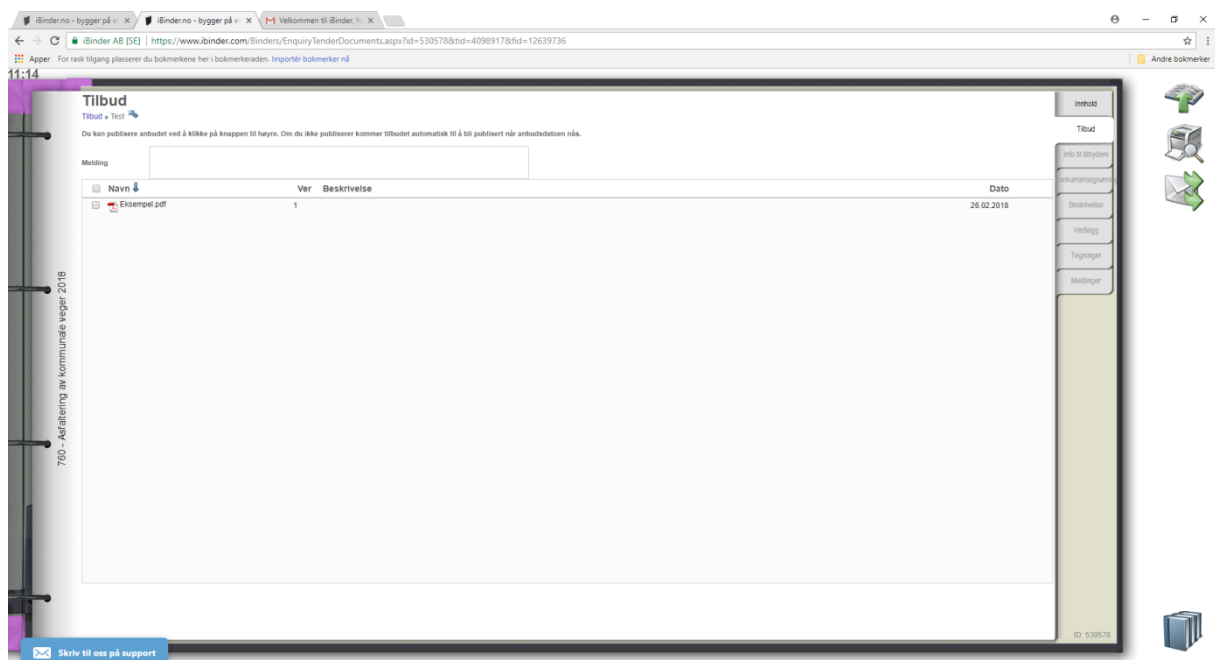 iBinder.no - bygger på er
iBinder.no - bygger på er
Velkommen til iBinder, h
iBinder AB [SE] | https://www.ibinder.com/Binders/EnquiryTenderDocuments.aspx?id=530578&tid=4098917&fid=12639736
Apper For rask tilgang plasserer du bokmerkene her i bokmerkeraden. Importér bokmerker nå
Andre bokmerker
11:14
Tilbud
Tilbud » Test
Du kan publisere anbudet ved å klikke på knappen til høyre. Om du ikke publiserer kommer tilbudet automatisk til å bli publisert når anbudsdatoen nås.
Melding
Navn Ver Beskrivelse Dato
Eksempel.pdf 1 26.02.2018
760 - Asfaltering av kommunale veger 2018
Innhold
Tilbud
Info til tilbydere
Beskrivelse
Vedlegg
Tegninger
Meldinger
ID 530578
Skriv til oss på support